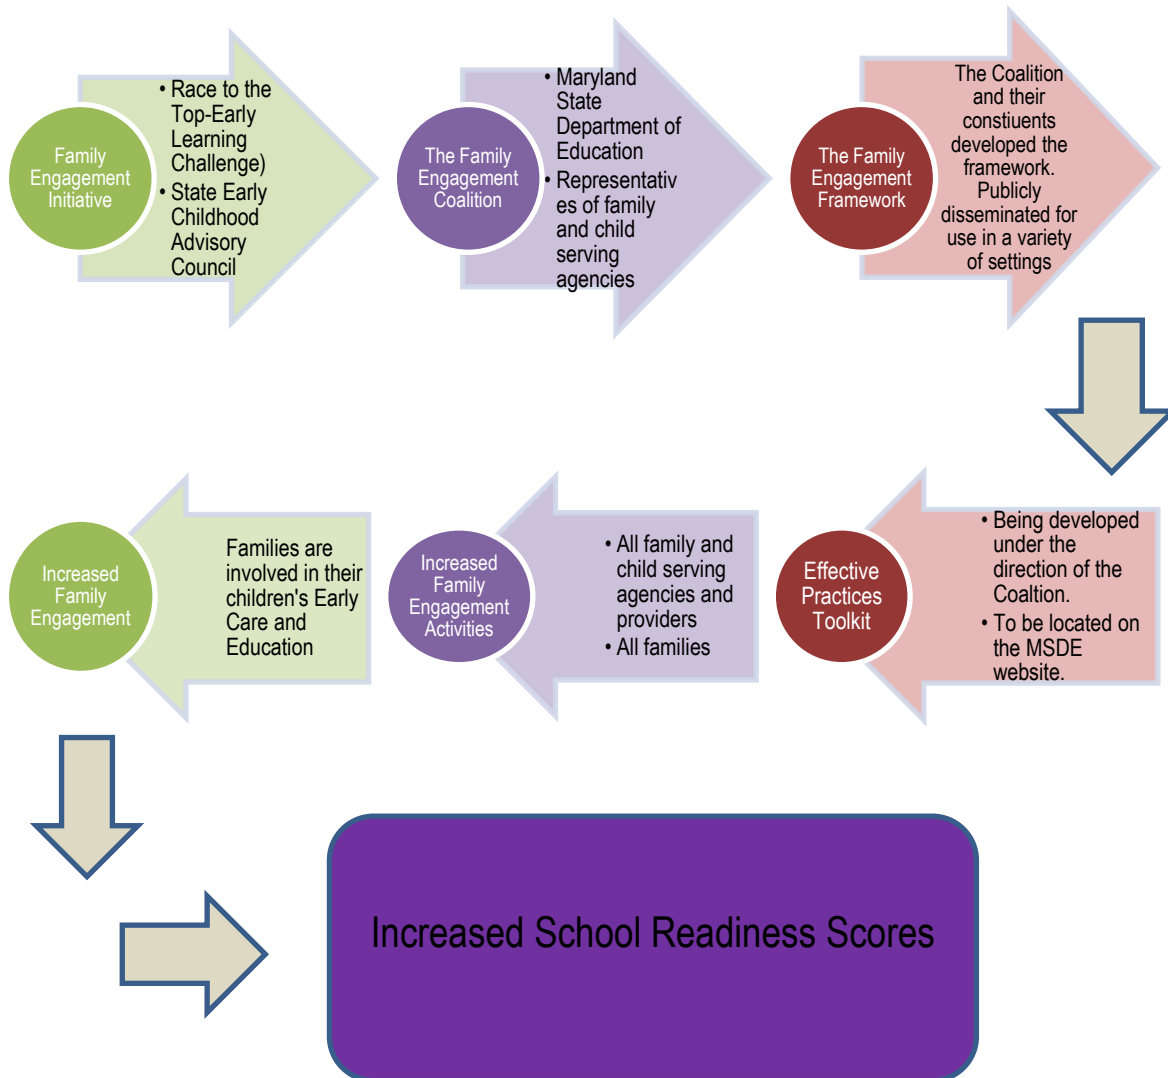 Family
Engagement
Initiative
• Race to the
Top-Early
Learning
Challenge)
• State Early
Childhood
Advisory
Council
The Family
Engagement
Coalition
• Maryland
State
Department of
Education
• Representativ
es of family
and child
serving
agencies
The Family
Engagement
Framework
The Coalition
and their
constiuents
developed the
framework.
Publicly
disseminated for
use in a variety
of settings
Effective
Practices
Toolkit
• Being developed
under the
direction of the
Coaltion.
• To be located on
the MSDE
website.
Increased Family
Engagement
Activities
• All family and
child serving
agencies and
providers
• All families
Increased
Family
Engagement
Families are
involved in their
children's Early
Care and
Education
Increased School Readiness Scores